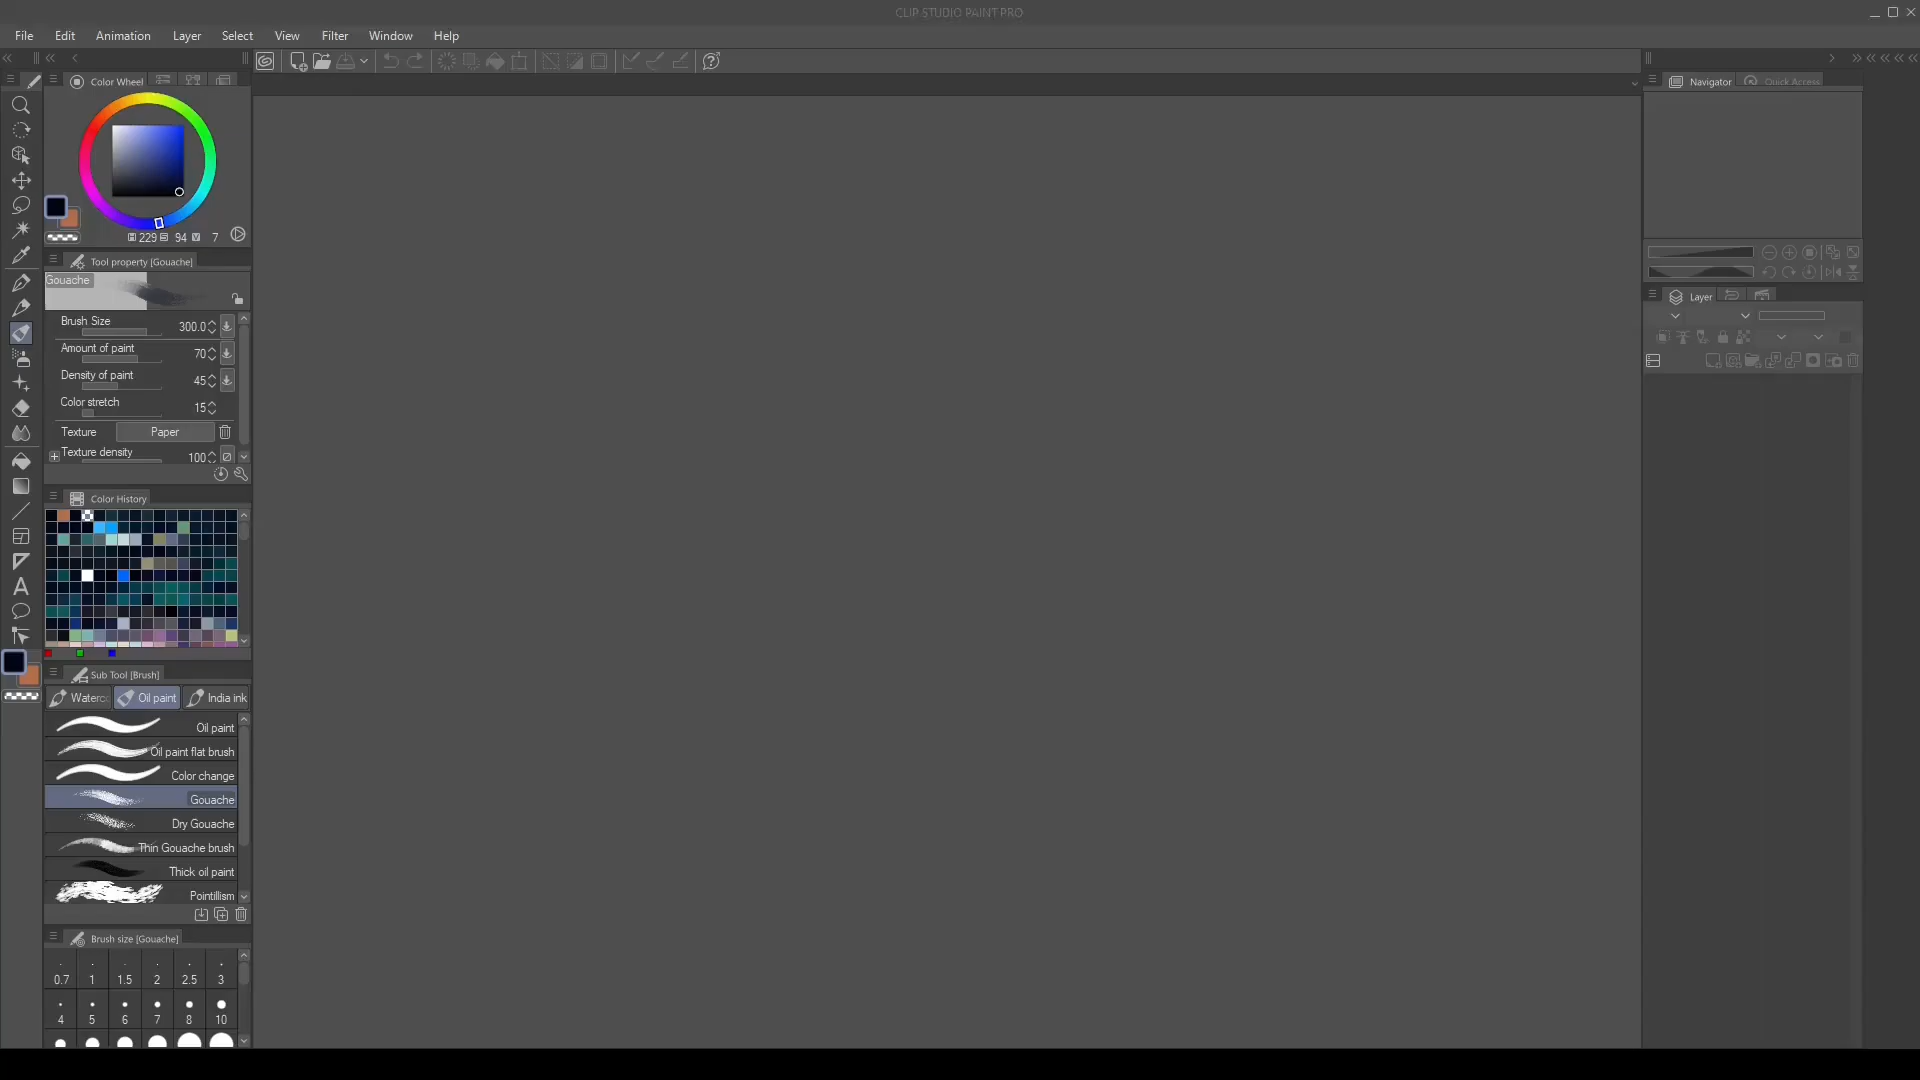 CLIP STUDIO PAINT PRO
File Edit Animation Layer Select View Filter Window Help
Color Wheel
229 94 7
Tool property [Gouache]
Gouache
Brush Size 300.0
Amount of paint 70
Density of paint 45
Color stretch 15
Texture Paper
Texture density 100
Color History
Sub Tool [Brush]
Waterco Oil paint India ink
Oil paint
Oil paint flat brush
Color change
Gouache
Dry Gouache
Thin Gouache brush
Thick oil paint
Pointillism
Brush size [Gouache]
0.7 1 1.5 2 2.5 3
4 5 6 7 8 10
Navigator Quick Access
Layer